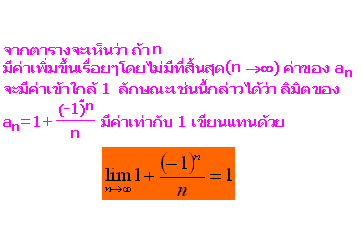 จากตารางจะเห็นว่า ถ้า n
มีค่าเพิ่มขึ้นเรื่อยๆโดยไม่มีที่สิ้นสุด(n →∞) ค่าของ aₙ
จะมีค่าเข้าใกล้ 1 ลักษณะเช่นนี้กล่าวได้ว่า ลิมิตของ
aₙ=1+ (-1)ⁿ/n มีค่าเท่ากับ 1 เขียนแทนด้วย
lim n→∞ 1+ (−1)ⁿ/n = 1